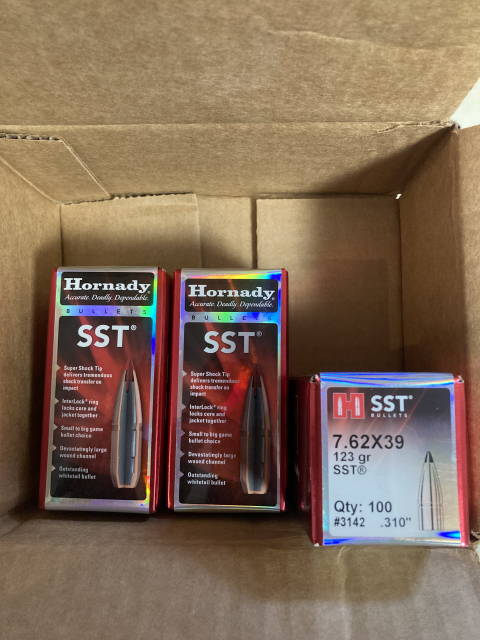 Hornady
Accurate. Deadly. Dependable.
BULLETS
SST®
Super Shock Tip
delivers tremendous
shock transfer on
impact
InterLock® ring
locks core and
jacket together
Small to big game
bullet choice
Devastatingly large
wound channel
Outstanding
whitetail bullet
Hornady
Accurate. Deadly. Dependable.
BULLETS
SST®
Super Shock Tip
delivers tremendous
shock transfer on
impact
InterLock® ring
locks core and
jacket together
Small to big game
bullet choice
Devastatingly large
wound channel
Outstanding
whitetail bullet
H SST®
BULLETS
7.62X39
123 gr
SST®
Qty: 100
#3142 .310"